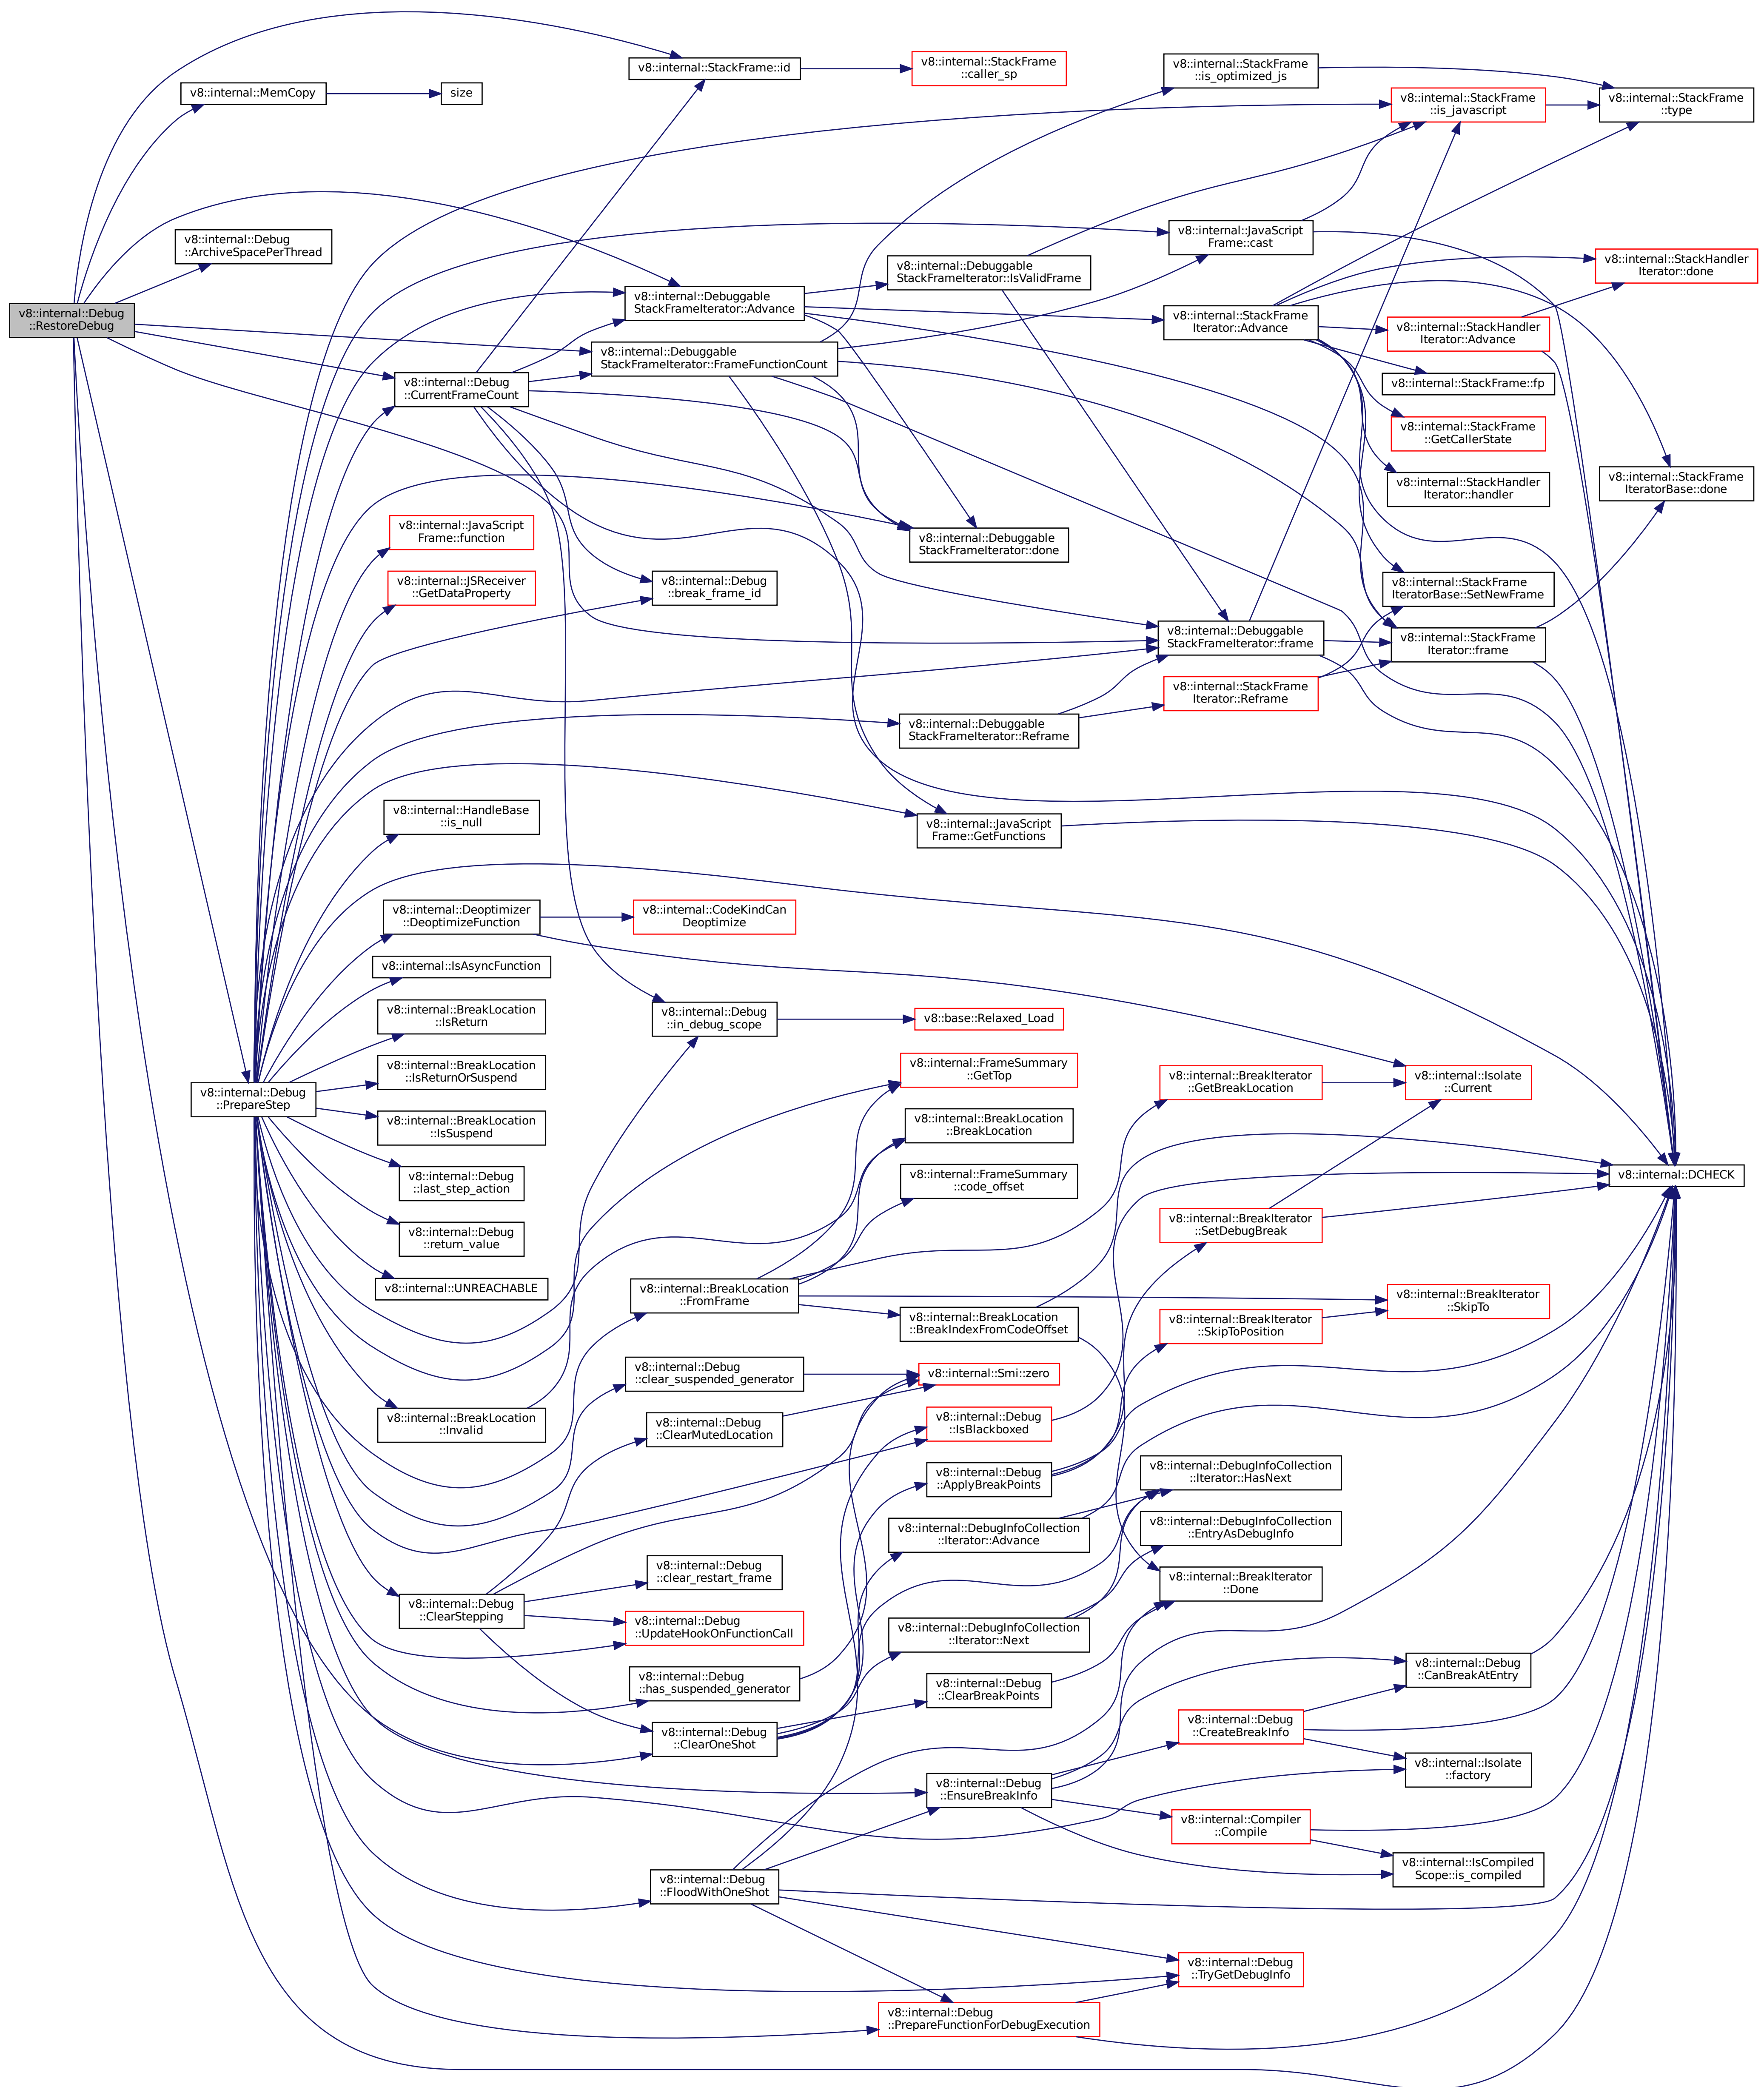 v8::internal::Debug
::RestoreDebug
v8::internal::MemCopy
size
v8::internal::Debug
::ArchiveSpacePerThread
v8::internal::StackFrame::id
v8::internal::StackFrame
::caller_sp
v8::internal::StackFrame
::is_optimized_js
v8::internal::StackFrame
::is_javascript
v8::internal::StackFrame
::type
v8::internal::JavaScript
Frame::cast
v8::internal::StackHandler
Iterator::done
v8::internal::Debuggable
StackFrameIterator::IsValidFrame
v8::internal::Debuggable
StackFrameIterator::Advance
v8::internal::StackFrame
Iterator::Advance
v8::internal::StackHandler
Iterator::Advance
v8::internal::Debuggable
StackFrameIterator::FrameFunctionCount
v8::internal::Debug
::CurrentFrameCount
v8::internal::StackFrame::fp
v8::internal::StackFrame
::GetCallerState
v8::internal::StackHandler
Iterator::handler
v8::internal::StackFrame
IteratorBase::done
v8::internal::JavaScript
Frame::function
v8::internal::Debuggable
StackFrameIterator::done
v8::internal::JSReceiver
::GetDataProperty
v8::internal::Debug
::break_frame_id
v8::internal::StackFrame
IteratorBase::SetNewFrame
v8::internal::Debuggable
StackFrameIterator::frame
v8::internal::StackFrame
Iterator::frame
v8::internal::StackFrame
Iterator::Reframe
v8::internal::Debuggable
StackFrameIterator::Reframe
v8::internal::HandleBase
::is_null
v8::internal::JavaScript
Frame::GetFunctions
v8::internal::Deoptimizer
::DeoptimizeFunction
v8::internal::CodeKindCan
Deoptimize
v8::internal::IsAsyncFunction
v8::internal::BreakLocation
::IsReturn
v8::internal::Debug
::in_debug_scope
v8::base::Relaxed_Load
v8::internal::BreakLocation
::IsReturnOrSuspend
v8::internal::FrameSummary
::GetTop
v8::internal::BreakIterator
::GetBreakLocation
v8::internal::Isolate
::Current
v8::internal::Debug
::PrepareStep
v8::internal::BreakLocation
::IsSuspend
v8::internal::BreakLocation
::BreakLocation
v8::internal::Debug
::last_step_action
v8::internal::FrameSummary
::code_offset
v8::internal::DCHECK
v8::internal::Debug
::return_value
v8::internal::BreakIterator
::SetDebugBreak
v8::internal::UNREACHABLE
v8::internal::BreakLocation
::FromFrame
v8::internal::BreakIterator
::SkipTo
v8::internal::BreakLocation
::BreakIndexFromCodeOffset
v8::internal::BreakIterator
::SkipToPosition
v8::internal::Debug
::clear_suspended_generator
v8::internal::Smi::zero
v8::internal::BreakLocation
::Invalid
v8::internal::Debug
::ClearMutedLocation
v8::internal::Debug
::IsBlackboxed
v8::internal::Debug
::ApplyBreakPoints
v8::internal::DebugInfoCollection
::Iterator::HasNext
v8::internal::DebugInfoCollection
::Iterator::Advance
v8::internal::DebugInfoCollection
::EntryAsDebugInfo
v8::internal::Debug
::clear_restart_frame
v8::internal::BreakIterator
::Done
v8::internal::Debug
::ClearStepping
v8::internal::Debug
::UpdateHookOnFunctionCall
v8::internal::DebugInfoCollection
::Iterator::Next
v8::internal::Debug
::has_suspended_generator
v8::internal::Debug
::ClearBreakPoints
v8::internal::Debug
::CanBreakAtEntry
v8::internal::Debug
::ClearOneShot
v8::internal::Debug
::CreateBreakInfo
v8::internal::Isolate
::factory
v8::internal::Debug
::EnsureBreakInfo
v8::internal::Compiler
::Compile
v8::internal::IsCompiled
Scope::is_compiled
v8::internal::Debug
::FloodWithOneShot
v8::internal::Debug
::TryGetDebugInfo
v8::internal::Debug
::PrepareFunctionForDebugExecution